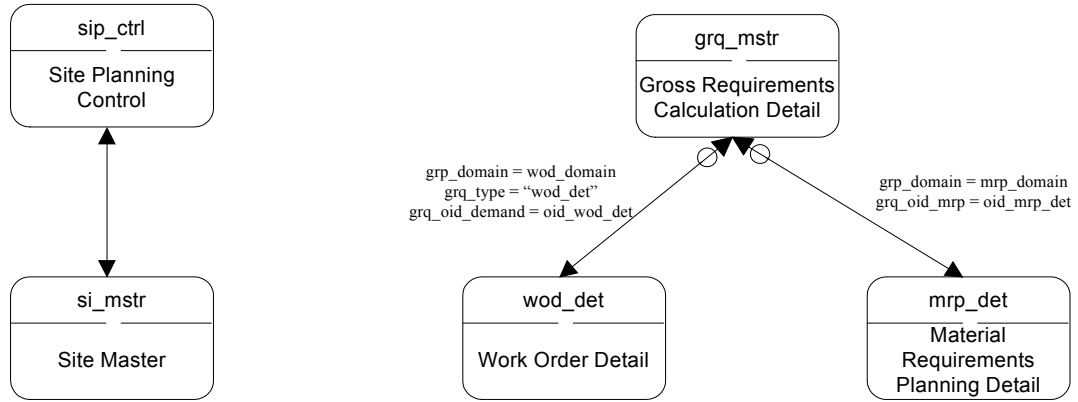 sip_ctrl
Site Planning
Control
si_mstr
Site Master
grq_mstr
Gross Requirements
Calculation Detail
grp_domain = wod_domain
grq_type = “wod_det”
grq_oid_demand = oid_wod_det
grp_domain = mrp_domain
grq_oid_mrp = oid_mrp_det
wod_det
Work Order Detail
mrp_det
Material
Requirements
Planning Detail